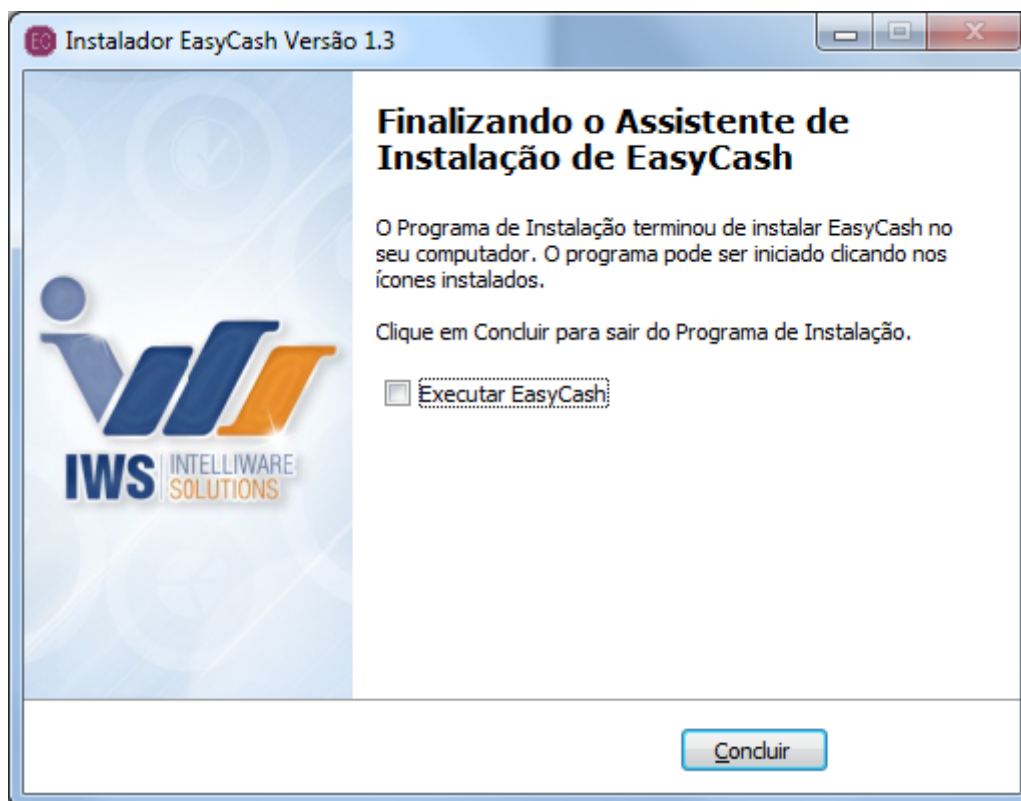 EC Instalador EasyCash Versão 1.3
Finalizando o Assistente de
Instalação de EasyCash
O Programa de Instalação terminou de instalar EasyCash no
seu computador. O programa pode ser iniciado clicando nos
ícones instalados.
Clique em Concluir para sair do Programa de Instalação.
Executar EasyCash
IWS INTELLIWARE
SOLUTIONS
Concluir